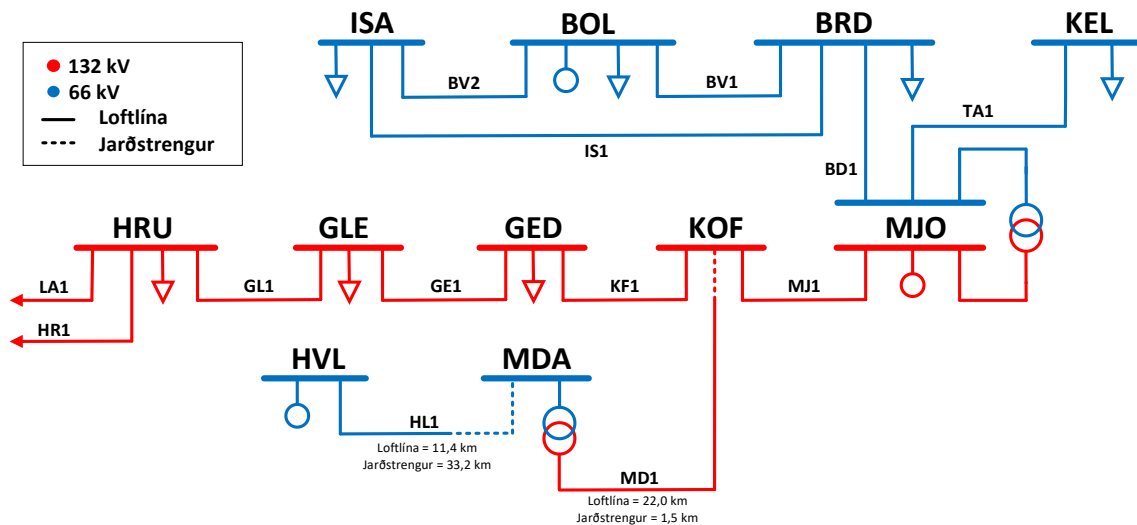 ISA
BOL
BRD
KEL
132 kV
66 kV
Loftlína
Jarðstrengur
BV2
BV1
TA1
IS1
BD1
HRU
GLE
GED
KOF
MJO
LA1
GL1
GE1
KF1
MJ1
HR1
HVL
MDA
HL1
Loftlína = 11,4 km
Jarðstrengur = 33,2 km
MD1
Loftlína = 22,0 km
Jarðstrengur = 1,5 km